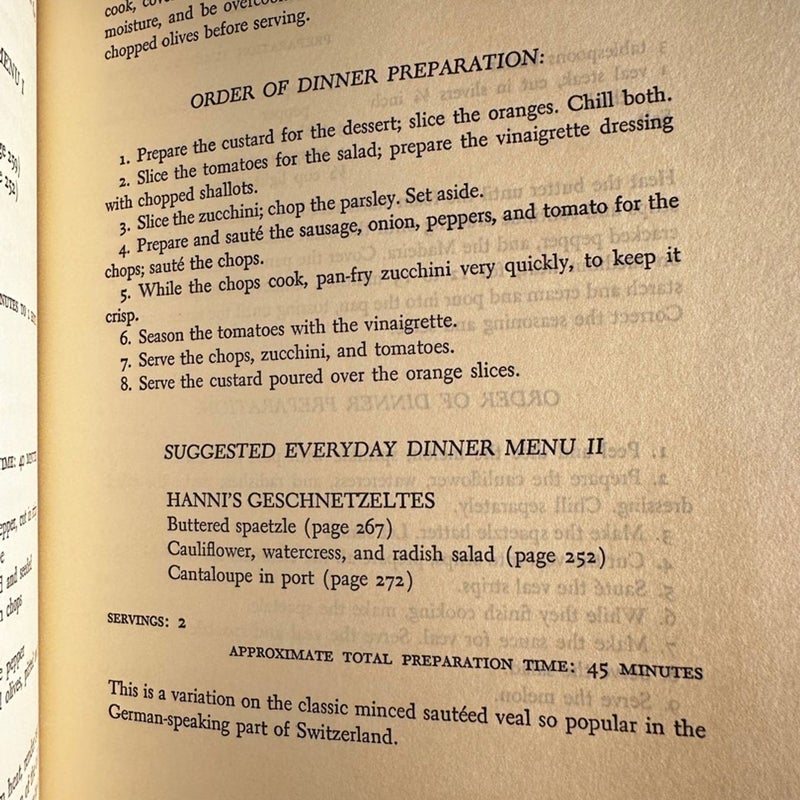 cook,
moisture, and be overcooked
chopped olives before serving.
ORDER OF DINNER PREPARATION:
1. Prepare the custard for the dessert; slice the oranges. Chill both.
2. Slice the tomatoes for the salad; prepare the vinaigrette dressing
with chopped shallots.
3. Slice the zucchini; chop the parsley. Set aside.
4. Prepare and sauté the sausage, onion, peppers, and tomato for the
chops; sauté the chops.
5. While the chops cook, pan-fry zucchini very quickly, to keep it
crisp.
6. Season the tomatoes with the vinaigrette.
7. Serve the chops, zucchini, and tomatoes.
8. Serve the custard poured over the orange slices.
SUGGESTED EVERYDAY DINNER MENU II
HANNI'S GESCHNETZELTES
Buttered spaetzle (page 267)
Cauliflower, watercress, and radish salad (page 252)
Cantaloupe in port (page 272)
SERVINGS: 2
APPROXIMATE TOTAL PREPARATION TIME: 45 MINUTES
This is a variation on the classic minced sautéed veal so popular in the
German-speaking part of Switzerland.